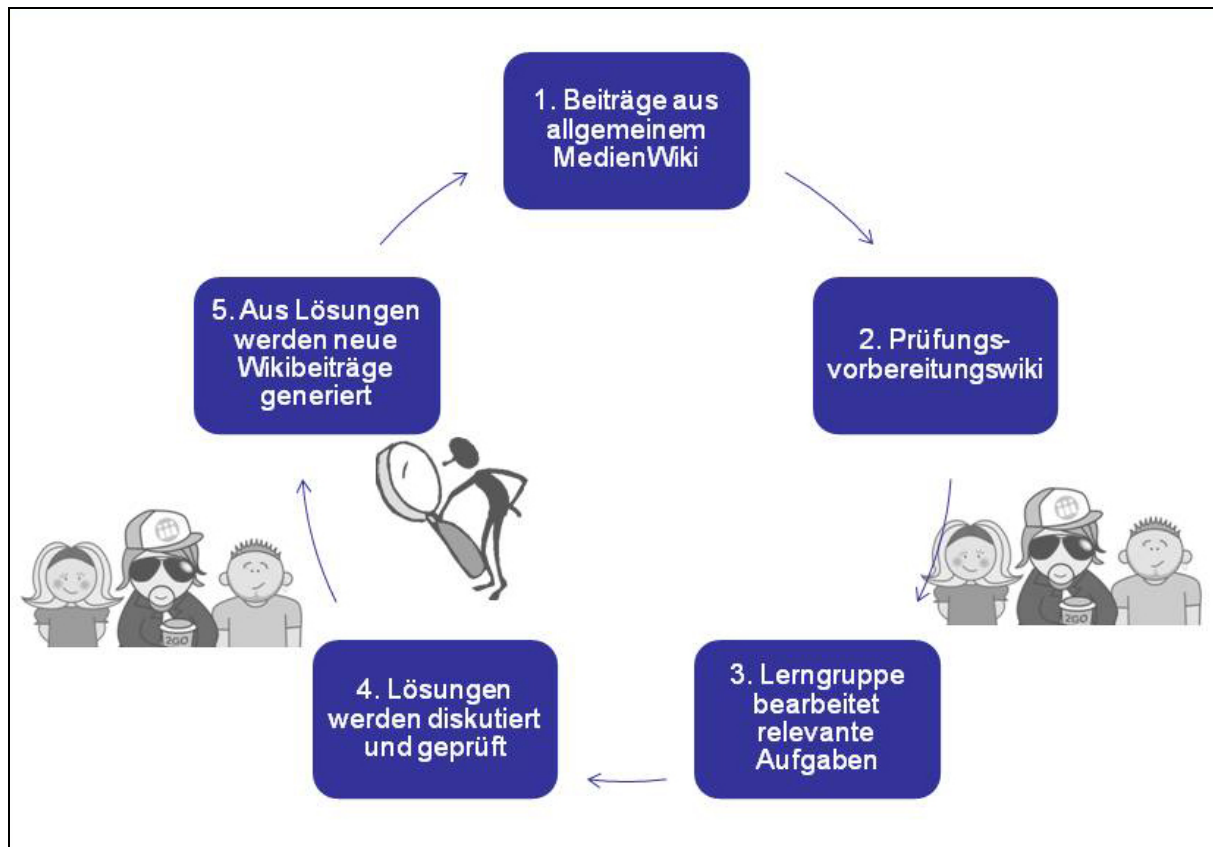 1. Beiträge aus
allgemeinem
MedienWiki
2. Prüfungs-
vorbereitungswiki
3. Lerngruppe
bearbeitet
relevante
Aufgaben
4. Lösungen
werden diskutiert
und geprüft
5. Aus Lösungen
werden neue
Wikibeiträge
generiert
2GO
2GO